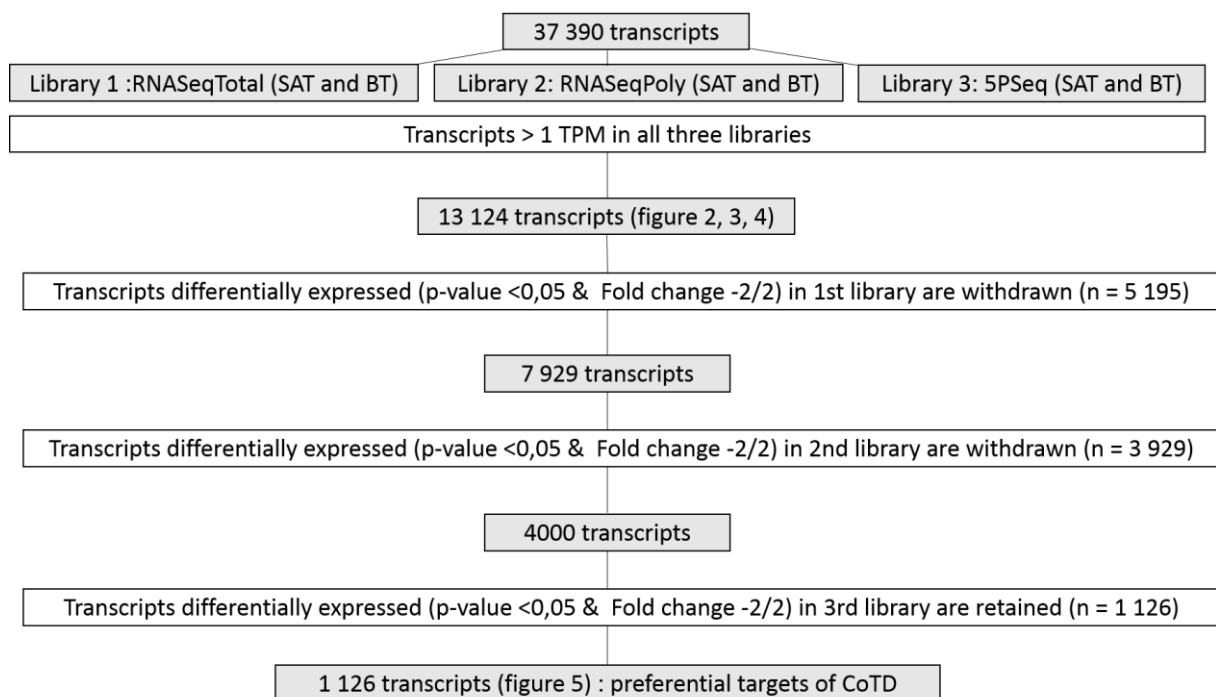 37 390 transcripts
Library 1 :RNASeqTotal (SAT and BT)
Library 2: RNASeqPoly (SAT and BT)
Library 3: 5PSeq (SAT and BT)
Transcripts > 1 TPM in all three libraries
13 124 transcripts (figure 2, 3, 4)
Transcripts differentially expressed (p-value <0,05 &  Fold change -2/2) in 1st library are withdrawn (n = 5 195)
7 929 transcripts
Transcripts differentially expressed (p-value <0,05 &  Fold change -2/2) in 2nd library are withdrawn (n = 3 929)
4000 transcripts
Transcripts differentially expressed (p-value <0,05 &  Fold change -2/2) in 3rd library are retained (n = 1 126)
1 126 transcripts (figure 5) : preferential targets of CoTD